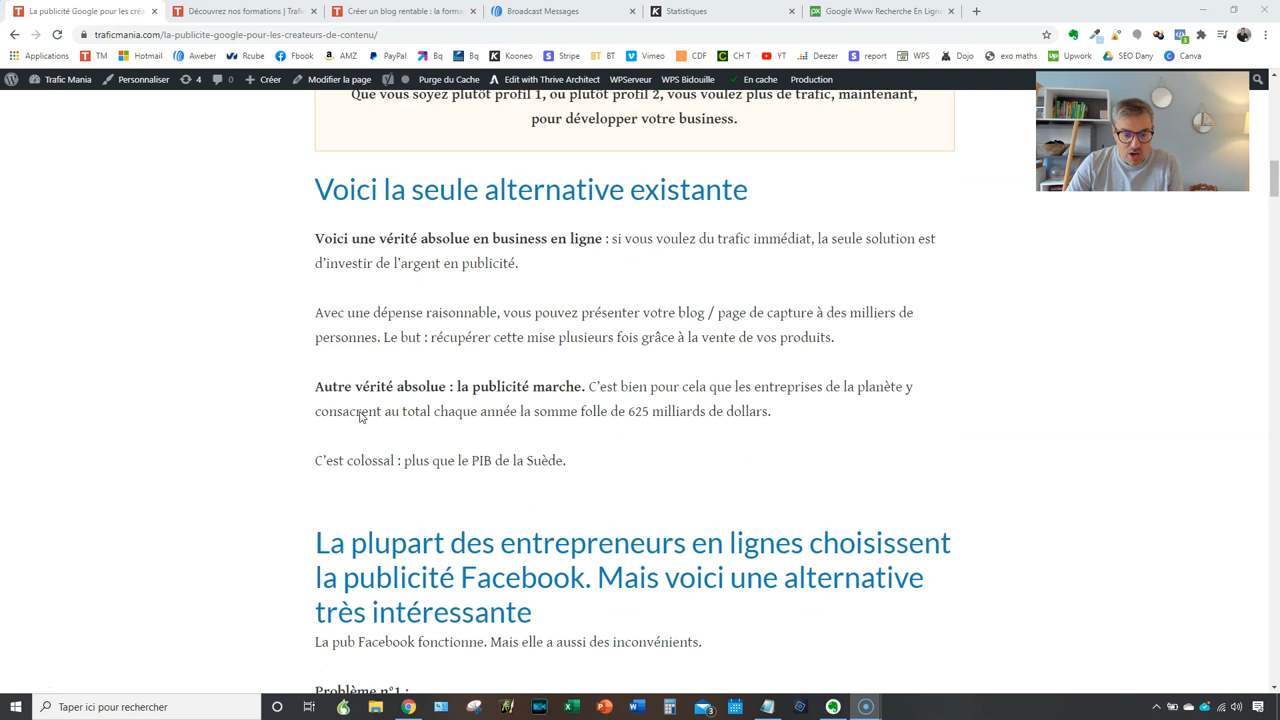 La publicité Google pour les créa
Découvrez nos formations | Trafi
Créer un blog rentable : la forma
Broadcast Messages
Statistiques
Google Www Recherche En Lign
traficmania.com/la-publicite-google-pour-les-createurs-de-contenu/
Applications TM Hotmail Aweber Rcube Fbook AMZ PayPal Bq Bq Kooneo Stripe BT Vimeo CDF CH T YT Deezer report WPS Dojo exo maths Upwork SEO Dany Canva
Trafic Mania Personnaliser 4 0 Créer Modifier la page Purge du Cache Edit with Thrive Architect WPServeur WPS Bidouille En cache Production
Que vous soyez plutôt profil 1, ou plutôt profil 2, vous voulez plus de trafic, maintenant,
pour développer votre business.
Voici la seule alternative existante
Voici une vérité absolue en business en ligne : si vous voulez du trafic immédiat, la seule solution est
d’investir de l’argent en publicité.
Avec une dépense raisonnable, vous pouvez présenter votre blog / page de capture à des milliers de
personnes. Le but : récupérer cette mise plusieurs fois grâce à la vente de vos produits.
Autre vérité absolue : la publicité marche. C’est bien pour cela que les entreprises de la planète y
consacrent au total chaque année la somme folle de 625 milliards de dollars.
C’est colossal : plus que le PIB de la Suède.
La plupart des entrepreneurs en lignes choisissent
la publicité Facebook. Mais voici une alternative
très intéressante
La pub Facebook fonctionne. Mais elle a aussi des inconvénients.
Problème n°1 :
Taper ici pour rechercher